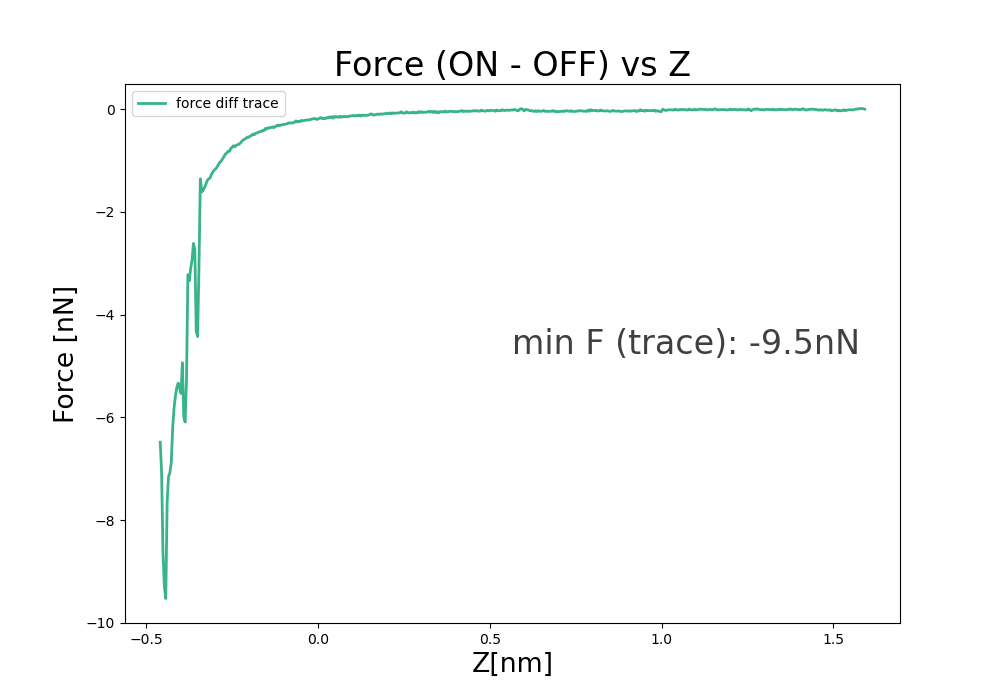 Force (ON - OFF) vs Z
force diff trace
0
−2
−4
−6
−8
−10
Force [nN]
min F (trace): -9.5nN
−0.5
0.0
0.5
1.0
1.5
Z[nm]